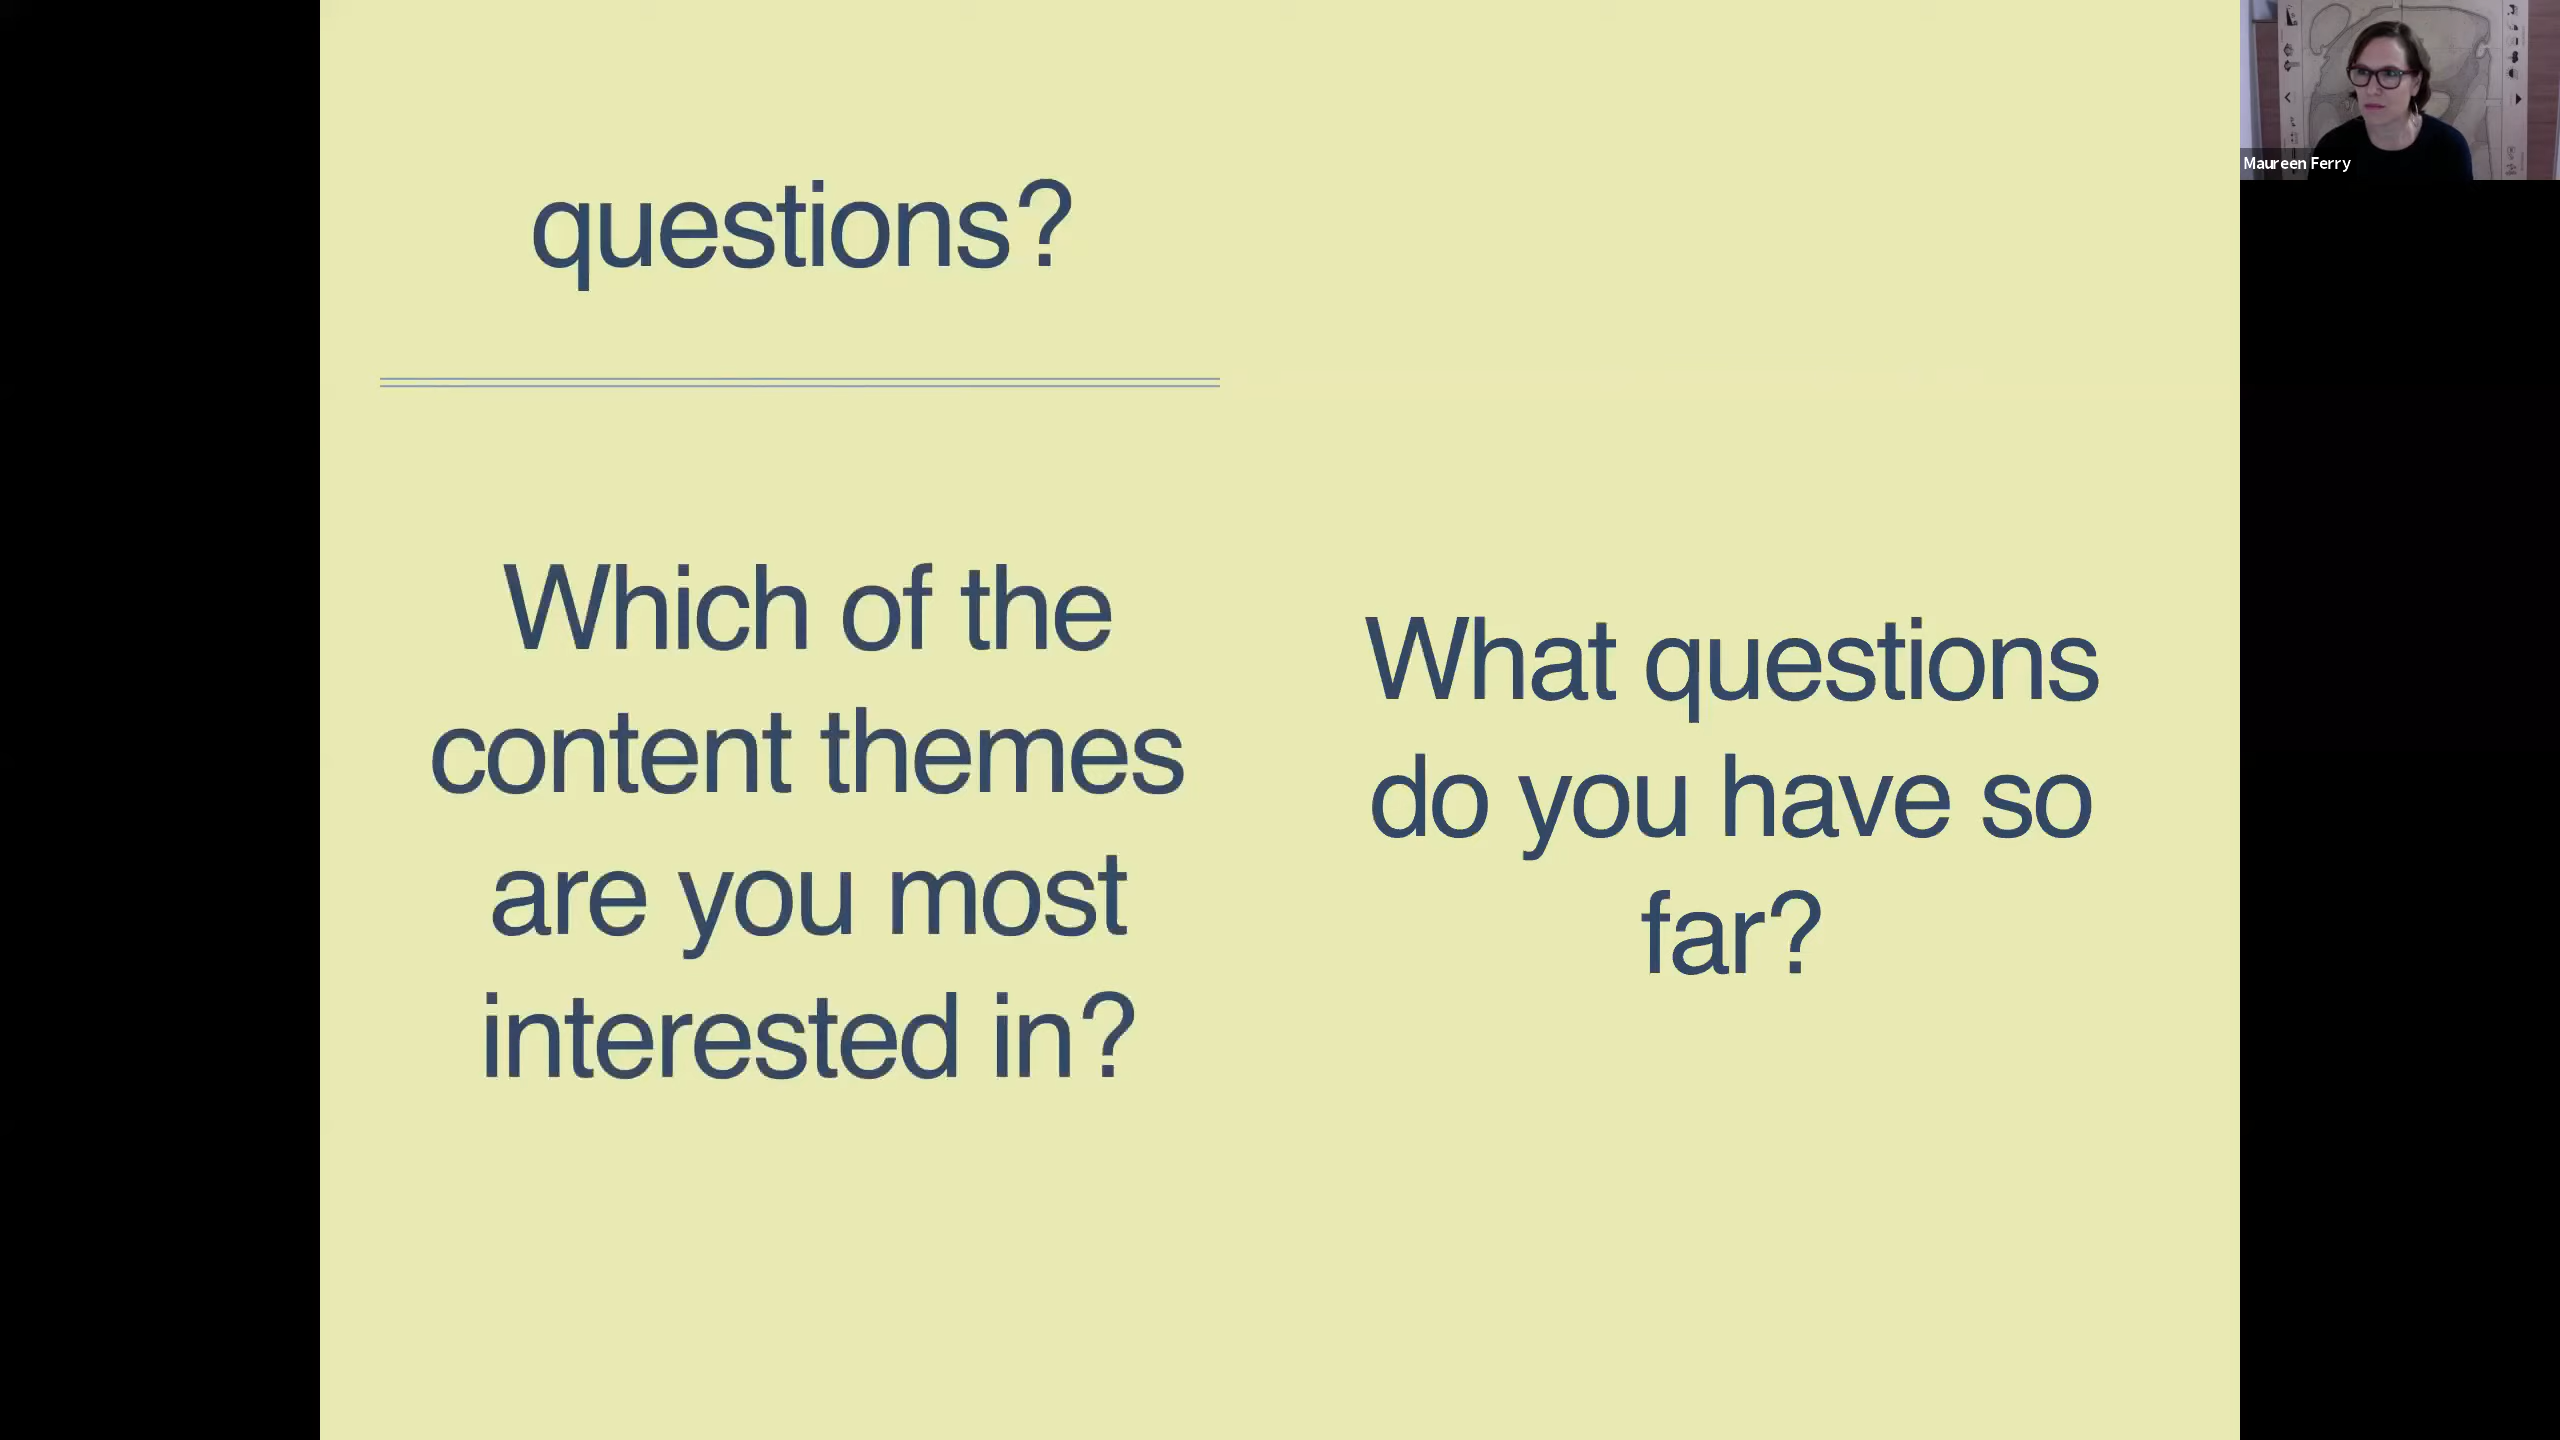 questions?
Which of the
content themes
are you most
interested in?
What questions
do you have so
far?
Maureen Ferry